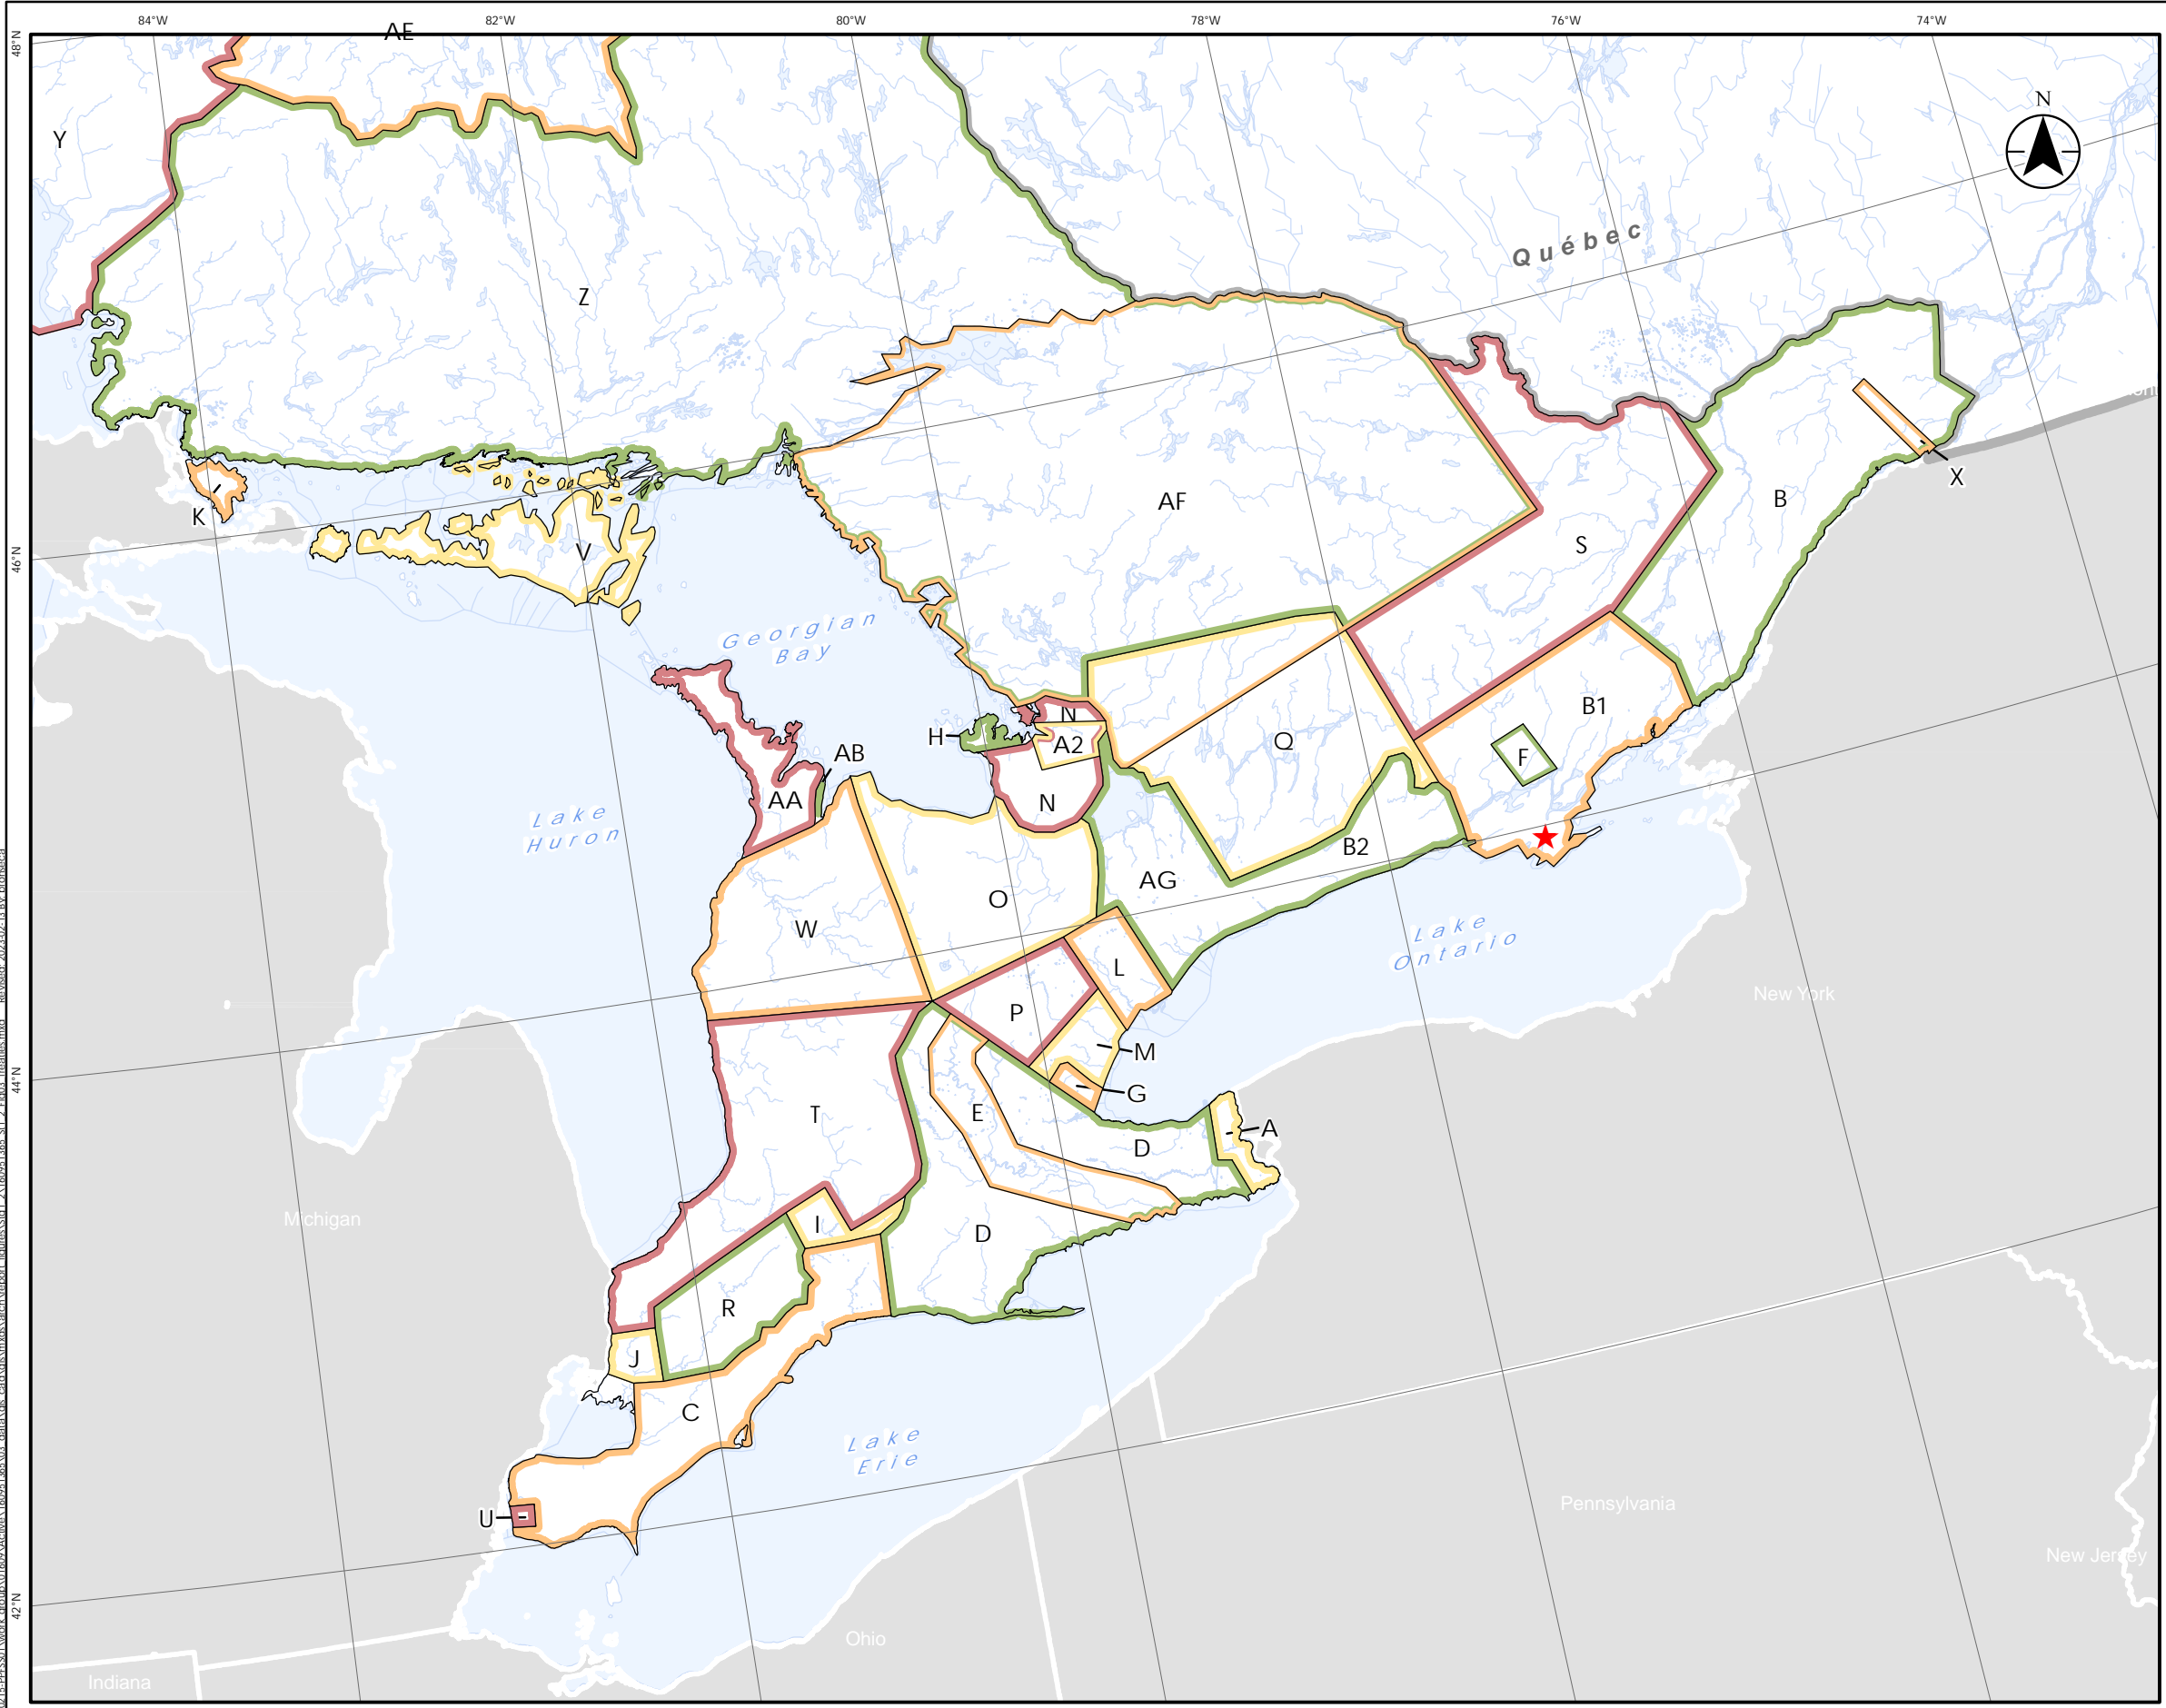 84°W
82°W
80°W
78°W
76°W
74°W
48°N
AE
Y
N
Québec
Z
X
B
AF
K
S
46°N
V
Georgian
Bay
B1
N
H
A2
Q
AB
F
AA
N
Lake
Huron
B2
AG
O
W
Lake
Ontario
L
New York
P
M
44°N
G
E
T
A
D
Michigan
I
D
R
J
C
Lake
Erie
U
Pennsylvania
New Jersey
42°N
Ohio
Indiana